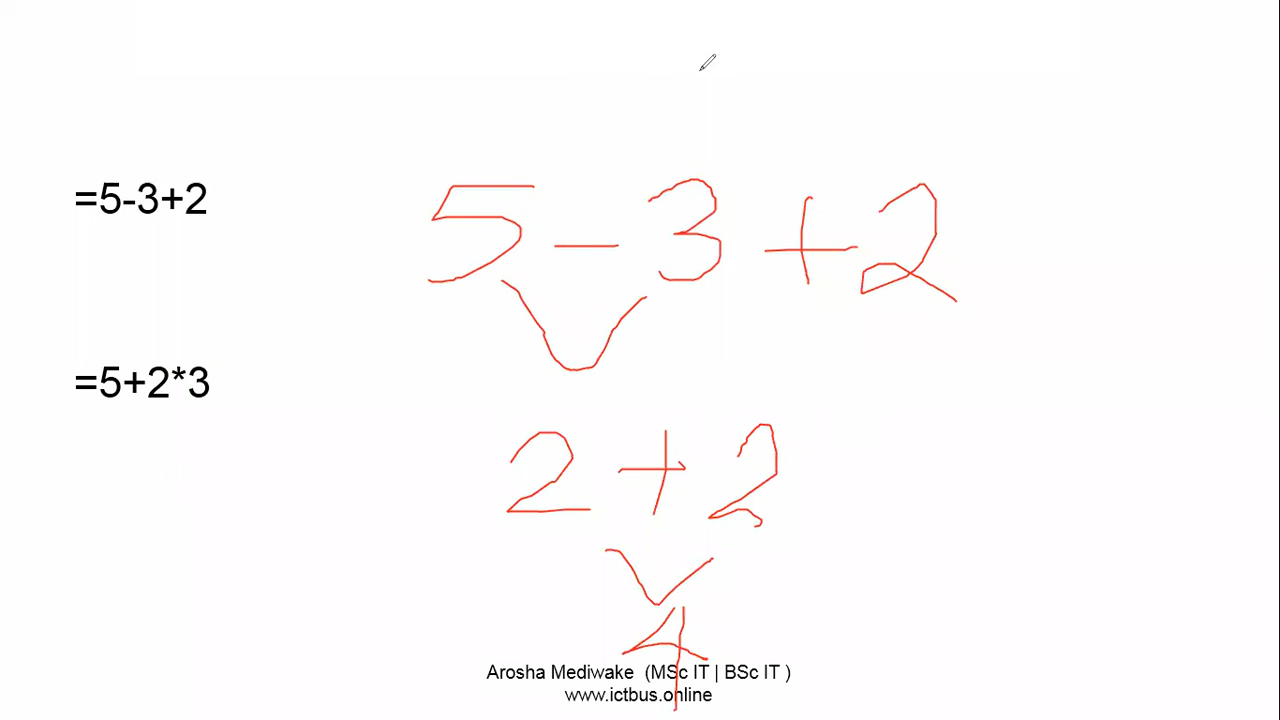 =5-3+2
5-3+2
=5+2*3
2+2
4
Arosha Mediwake (MSc IT | BSc IT )
www.ictbus.online